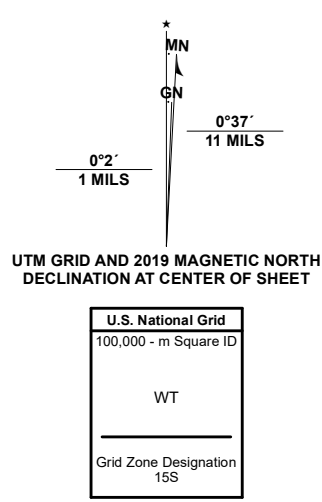 ★
MN
GN
0°37´
11 MILS
0°2´
1 MILS
UTM GRID AND 2019 MAGNETIC NORTH
DECLINATION AT CENTER OF SHEET
U.S. National Grid
100,000 - m Square ID
WT
Grid Zone Designation
15S